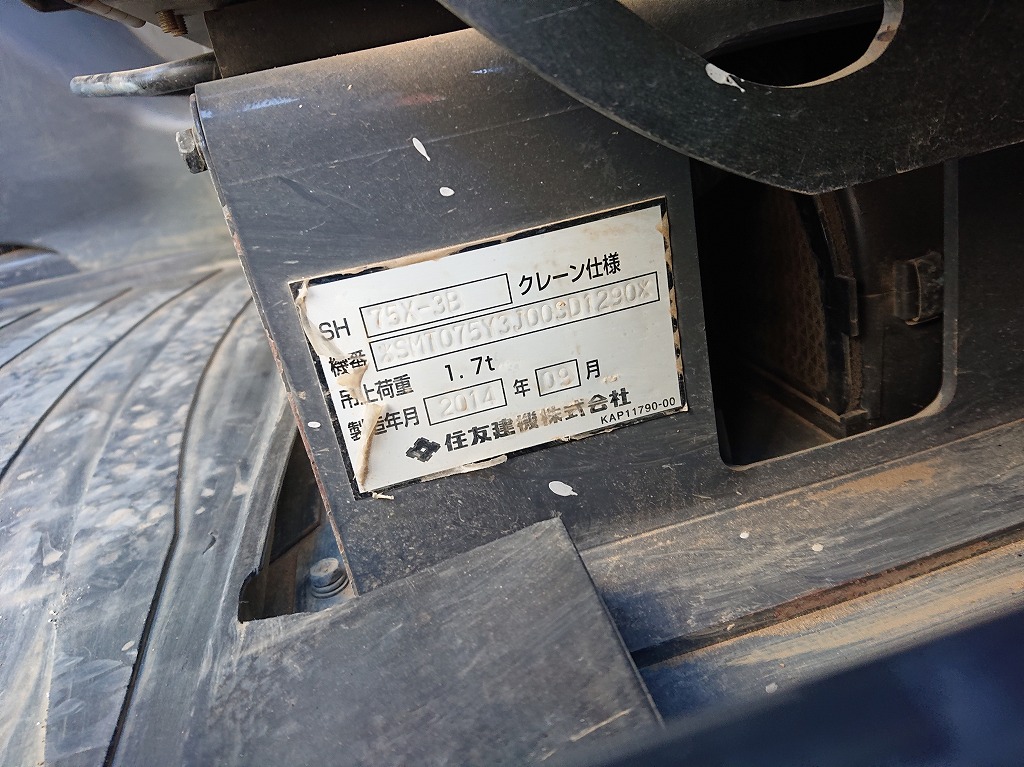 SH 75X-3B クレーン仕様
機番 *SMT075Y3J00SD1290*
吊上荷重 1.7t
製造年月 2014 年 09 月
住友建機株式会社
KAP11790-00